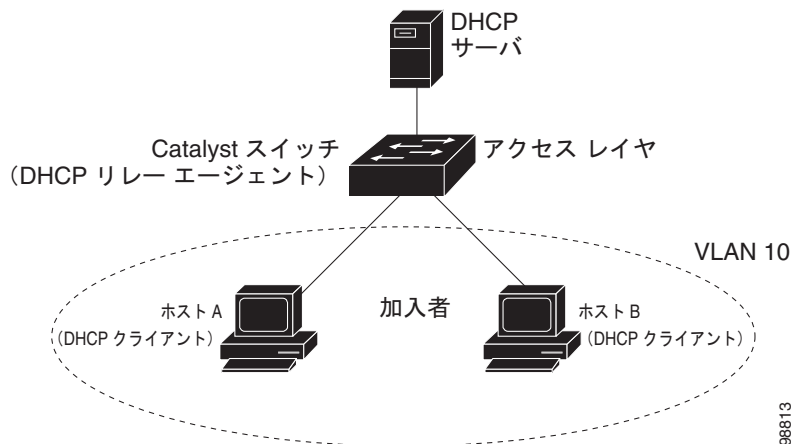 DHCP
サーバ
Catalyst スイッチ
(DHCP リレー エージェント)
アクセス レイヤ
VLAN 10
ホスト A
(DHCP クライアント)
加入者
ホスト B
(DHCP クライアント)
98813